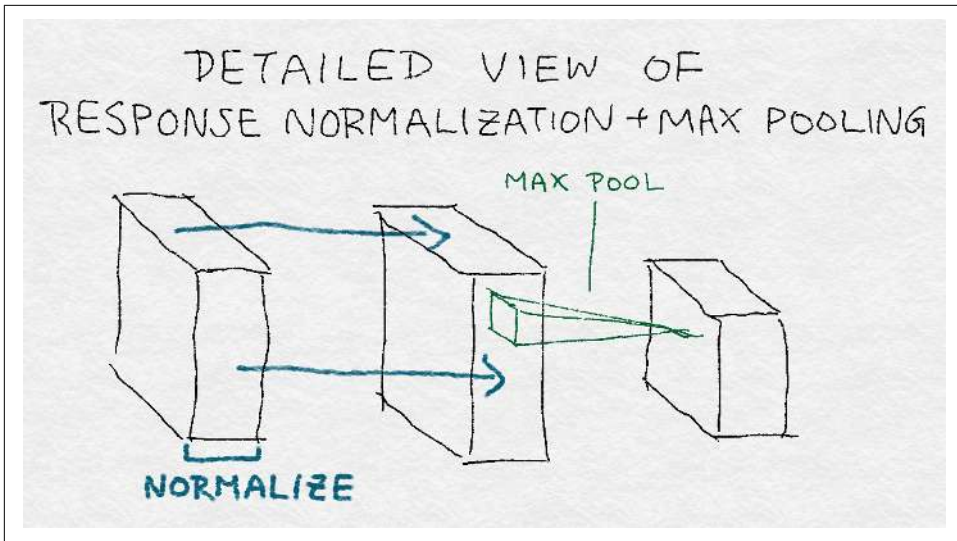 DETAILED VIEW OF
RESPONSE NORMALIZATION + MAX POOLING
MAX POOL
NORMALIZE